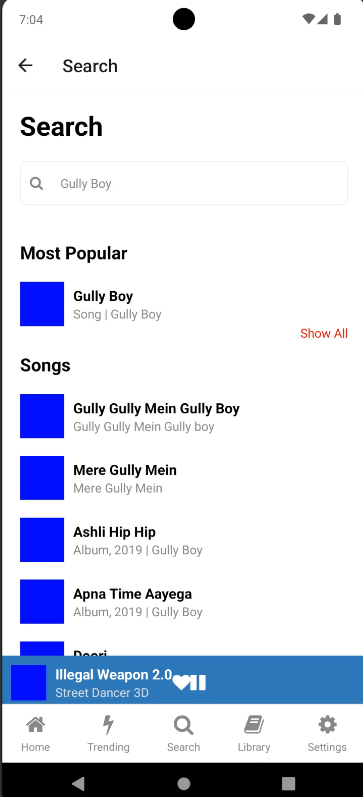 7:04
Search
Search
Gully Boy
Most Popular
Gully Boy
Song | Gully Boy
Show All
Songs
Gully Gully Mein Gully Boy
Gully Gully Mein Gully boy
Mere Gully Mein
Mere Gully Mein
Ashli Hip Hip
Album, 2019 | Gully Boy
Apna Time Aayega
Album, 2019 | Gully Boy
Doori
Illegal Weapon 2.0
Street Dancer 3D
Home Trending Search Library Settings